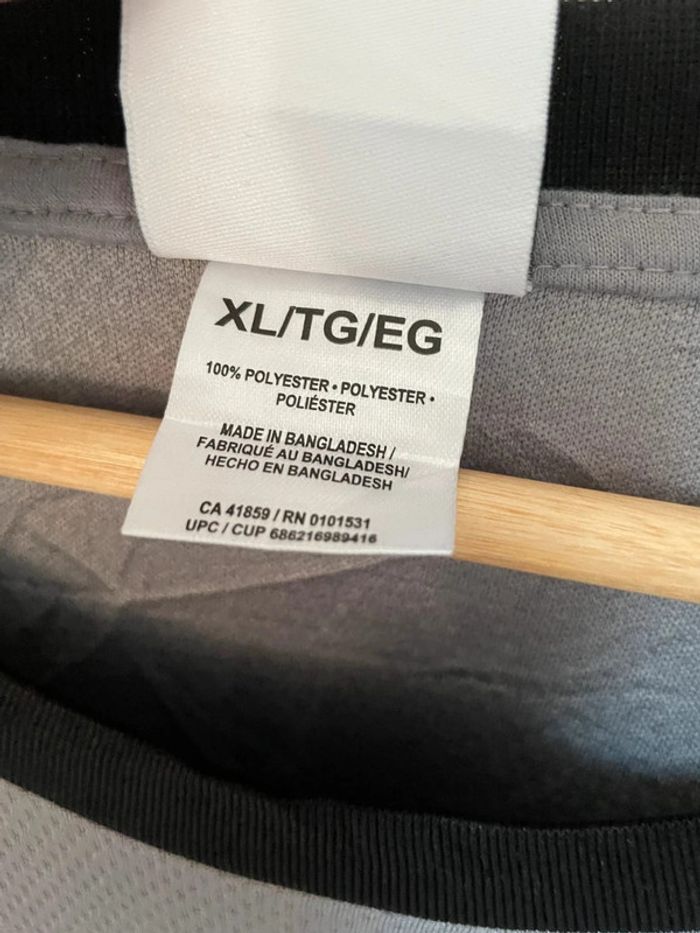 XL/TG/EG
100% POLYESTER • POLYESTER •
POLIÉSTER
MADE IN BANGLADESH /
FABRIQUÉ AU BANGLADESH/
HECHO EN BANGLADESH
CA 41859 / RN 0101531
UPC / CUP 686216989416